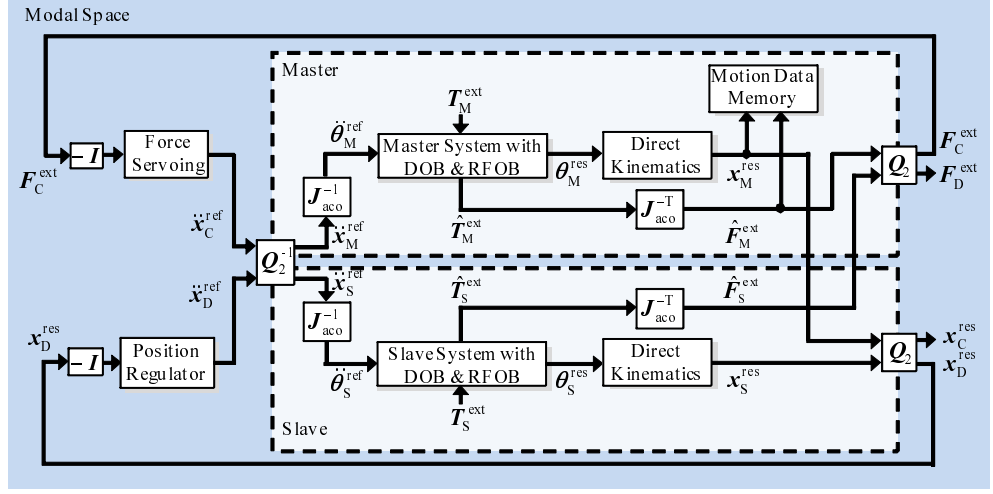 Modal Space
Master
Motion Data
Memory
T_M^ext
θ̈_M^ref
Force
Servoing
- I
F_C^ext
Master System with
DOB & RFOB
θ_M^res
Direct
Kinematics
x_M^res
Q_2
F_C^ext
F_D^ext
J_aco^-1
ẍ_C^ref
ẍ_M^ref
T̂_M^ext
J_aco^-T
F̂_M^ext
Q_2^-1
ẍ_D^ref
ẍ_S^ref
T̂_S^ext
F̂_S^ext
J_aco^-1
J_aco^-T
x_D^res
- I
Position
Regulator
θ̈_S^ref
Slave System with
DOB & RFOB
θ_S^res
Direct
Kinematics
x_S^res
Q_2
x_C^res
x_D^res
T_S^ext
Slave